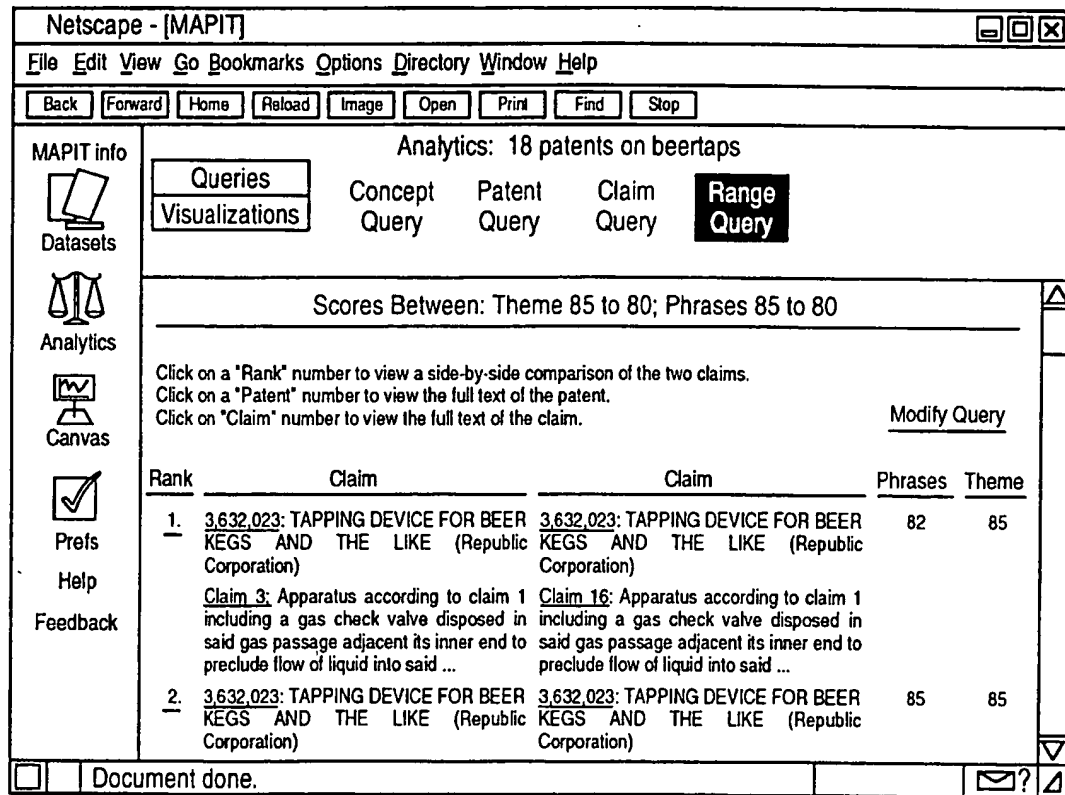 Netscape - [MAPIT]
File Edit View Go Bookmarks Options Directory Window Help
Back Forward Home Reload Image Open Print Find Stop
MAPIT info
Datasets
Analytics
Canvas
Prefs
Help
Feedback
Analytics: 18 patents on beertaps
Queries
Visualizations
Concept Query
Patent Query
Claim Query
Range Query
Scores Between: Theme 85 to 80; Phrases 85 to 80
Click on a "Rank" number to view a side-by-side comparison of the two claims.
Click on a "Patent" number to view the full text of the patent.
Click on "Claim" number to view the full text of the claim.
Modify Query
Rank Claim Claim Phrases Theme
1. 3,632,023: TAPPING DEVICE FOR BEER 3,632,023: TAPPING DEVICE FOR BEER 82 85
KEGS AND THE LIKE (Republic KEGS AND THE LIKE (Republic
Corporation) Corporation)
Claim 3: Apparatus according to claim 1 Claim 16: Apparatus according to claim 1
including a gas check valve disposed in including a gas check valve disposed in
said gas passage adjacent its inner end to said gas passage adjacent its inner end to
preclude flow of liquid into said ... preclude flow of liquid into said ...
2. 3,632,023: TAPPING DEVICE FOR BEER 3,632,023: TAPPING DEVICE FOR BEER 85 85
KEGS AND THE LIKE (Republic KEGS AND THE LIKE (Republic
Corporation) Corporation)
Document done.
?